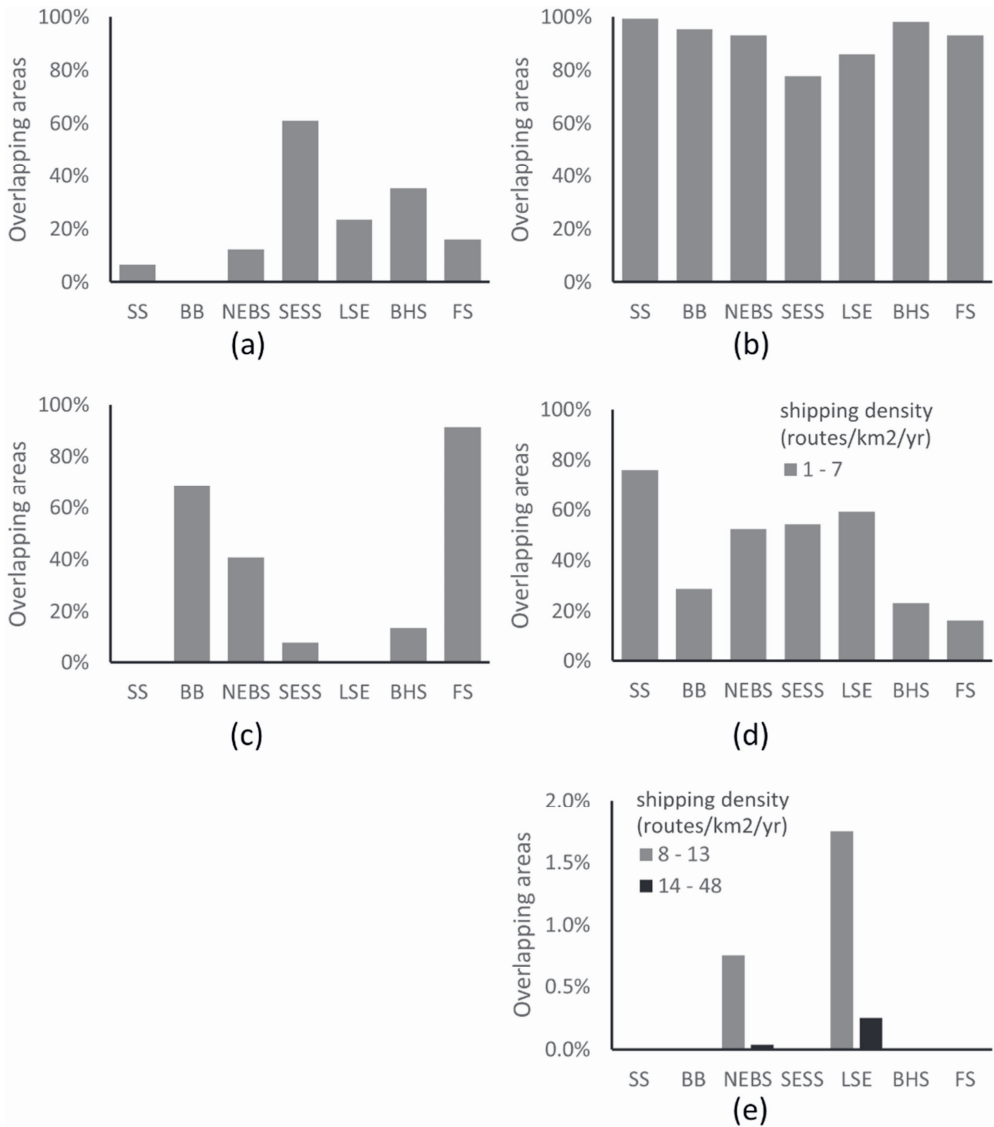 100%
80%
60%
40%
20%
0%
Overlapping areas
SS BB NEBS SESS LSE BHS FS
(a)
100%
80%
60%
40%
20%
0%
Overlapping areas
SS BB NEBS SESS LSE BHS FS
(b)
100%
80%
60%
40%
20%
0%
Overlapping areas
SS BB NEBS SESS LSE BHS FS
(c)
100%
80%
60%
40%
20%
0%
Overlapping areas
shipping density
(routes/km2/yr)
1 - 7
SS BB NEBS SESS LSE BHS FS
(d)
2.0%
1.5%
1.0%
0.5%
0.0%
Overlapping areas
shipping density
(routes/km2/yr)
8 - 13
14 - 48
SS BB NEBS SESS LSE BHS FS
(e)